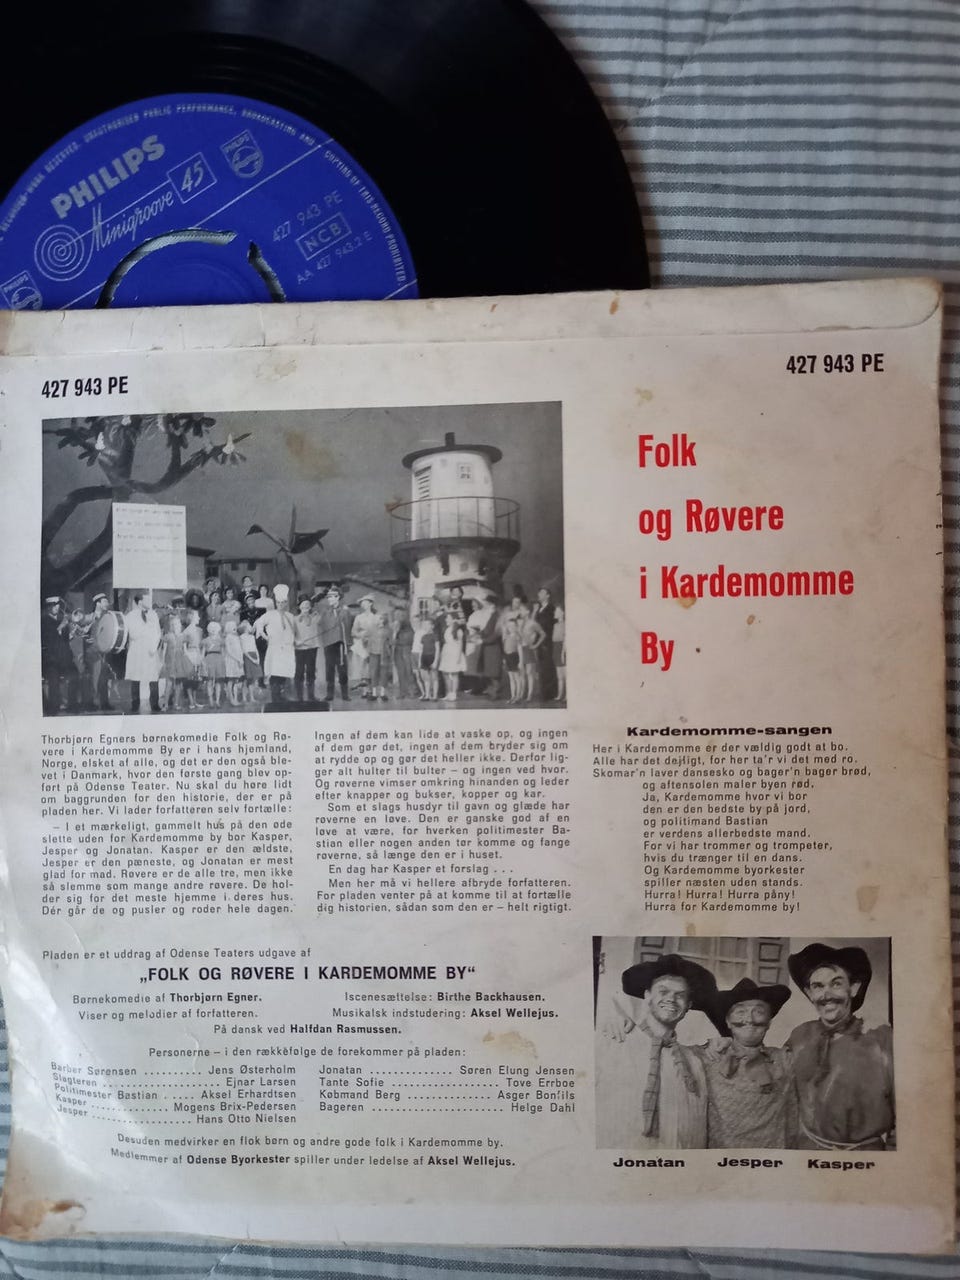 RESERVED. UNAUTHORISED PUBLIC PERFORMANCE, BROADCASTING AND COPYING OF THIS RECORD PROHIBITED
PHILIPS
PHILIPS
Minigroove 45
427 943 PE
NCB
AA 427 943.2 E
PHILIPS
427 943 PE
427 943 PE
Folk
og Røvere
i Kardemomme
By
Thorbjørn Egners børnekomedie Folk og Rø-
vere i Kardemomme By er i hans hjemland,
Norge, elsket af alle, og det er den også ble-
vet i Danmark, hvor den første gang blev op-
ført på Odense Teater. Nu skal du høre lidt
om baggrunden for den historie, der er på
pladen her. Vi lader forfatteren selv fortælle:
– I et mærkeligt, gammelt hus på den øde
slette uden for Kardemomme by bor Kasper,
Jesper og Jonatan. Kasper er den ældste,
Jesper er den pæneste, og Jonatan er mest
glad for mad. Røvere er de alle tre, men ikke
så slemme som mange andre røvere. De hol-
der sig for det meste hjemme i deres hus.
Dér går de og pusler og roder hele dagen.
Ingen af dem kan lide at vaske op, og ingen
af dem gør det, ingen af dem bryder sig om
at rydde op og gør det heller ikke. Derfor lig-
ger alt hulter til bulter – og ingen ved hvor.
Og røverne vimser omkring hinanden og leder
efter knapper og bukser, kopper og kar.
Som et slags husdyr til gavn og glæde har
røverne en løve. Den er ganske god af en
løve at være, for hverken politimester Ba-
stian eller nogen anden tør komme og fange
røverne, så længe den er i huset.
En dag har Kasper et forslag . . .
Men her må vi hellere afbryde forfatteren.
For pladen venter på at komme til at fortælle
dig historien, sådan som den er – helt rigtigt.
Kardemomme-sangen
Her i Kardemomme er der vældig godt at bo.
Alle har det dejligt, for her ta'r vi det med ro.
Skomar'n laver dansesko og bager'n bager brød,
og aftensolen maler byen rød.
Ja, Kardemomme hvor vi bor
den er den bedste by på jord,
og politimand Bastian
er verdens allerbedste mand.
For vi har trommer og trompeter,
hvis du trænger til en dans.
Og Kardemomme byorkester
spiller næsten uden stands.
Hurra! Hurra! Hurra påny!
Hurra for Kardemomme by!
Pladen er et uddrag af Odense Teaters udgave af
„FOLK OG RØVERE I KARDEMOMME BY“
Børnekomedie af Thorbjørn Egner.
Viser og melodier af forfatteren.
Iscenesættelse: Birthe Backhausen.
Musikalsk indstudering: Aksel Wellejus.
På dansk ved Halfdan Rasmussen.
Personerne – i den rækkefølge de forekommer på pladen:
Barber Sørensen .......... Jens Østerholm
Slagteren .................... Ejnar Larsen
Politimester Bastian ..... Aksel Erhardtsen
Kasper ............. Mogens Brix-Pedersen
Jesper ................. Hans Otto Nielsen
Jonatan .............. Søren Elung Jensen
Tante Sofie .................. Tove Errboe
Købmand Berg .............. Asger Bonfils
Bageren ...................... Helge Dahl
Desuden medvirker en flok børn og andre gode folk i Kardemomme by.
Medlemmer af Odense Byorkester spiller under ledelse af Aksel Wellejus.
Jonatan Jesper Kasper